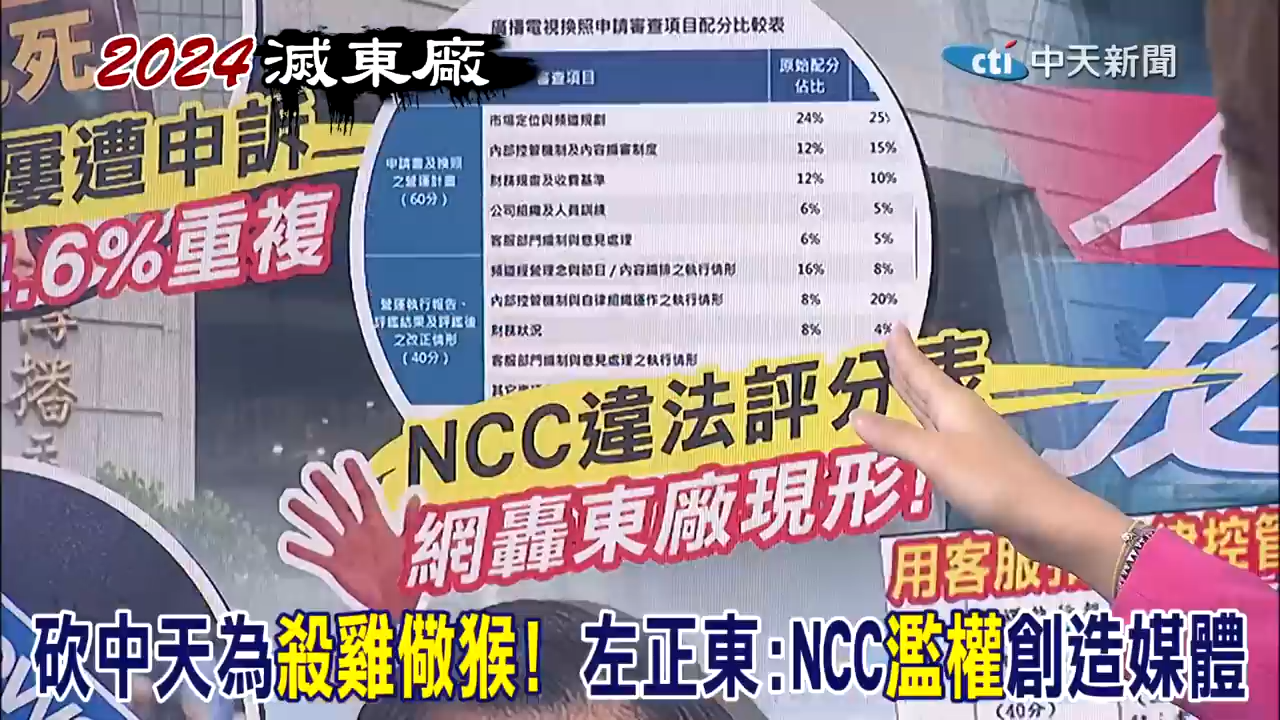 2024滅東廠
cti 中天新聞
死
屢遭申訴
.6%重複
廣播電視換照申請審查項目配分比較表
審查項目 原始配分佔比
申請書及換照之營運計畫(60分)
市場定位與頻道規劃 24% 25%
內部控管機制及內容編審制度 12% 15%
財務規畫及收費基準 12% 10%
公司組織及人員訓練 6% 5%
客服部門編制與意見處理 6% 5%
營運執行報告、評鑑結果及評鑑後之改正情形(40分)
頻道經營理念與節目/內容編排之執行情形 16% 8%
內部控管機制與自律組織運作之執行情形 8% 20%
財務狀況 8% 4%
客服部門編制與意見處理之執行情形
其它
NCC違法評分表
網轟東廠現形!
播
用客服
控管
(40分)
砍中天為殺雞儆猴! 左正東:NCC濫權創造媒體